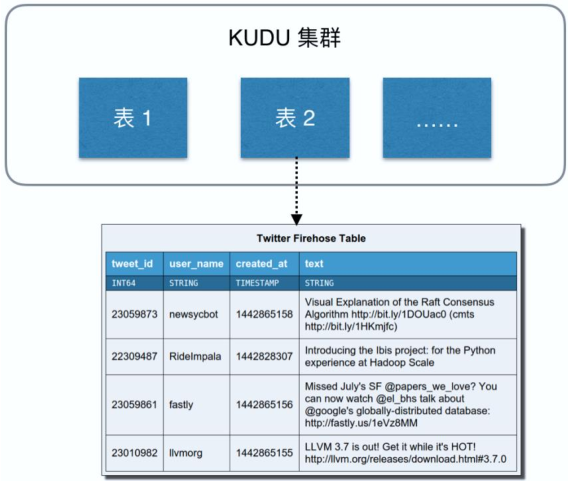 KUDU 集群
表 1
表 2
……
Twitter Firehose Table
tweet_id user_name created_at text
INT64 STRING TIMESTAMP STRING
23059873 newsycbot 1442865158 Visual Explanation of the Raft Consensus
Algorithm http://bit.ly/1DOUac0 (cmts
http://bit.ly/1HKmjfc)
22309487 RideImpala 1442828307 Introducing the Ibis project: for the Python
experience at Hadoop Scale
23059861 fastly 1442865156 Missed July's SF @papers_we_love? You
can now watch @el_bhs talk about
@google's globally-distributed database:
http://fastly.us/1eVz8MM
23010982 llvmorg 1442865155 LLVM 3.7 is out! Get it while it's HOT!
http://llvm.org/releases/download.html#3.7.0